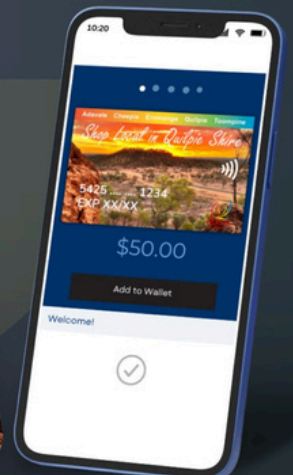 10:20
Adavale Cheepie Eromanga Quilpie Toompine
Shop Local in Quilpie Shire
5425 .... .... 1234
EXP XX/XX
$50.00
Add to Wallet
Welcome!